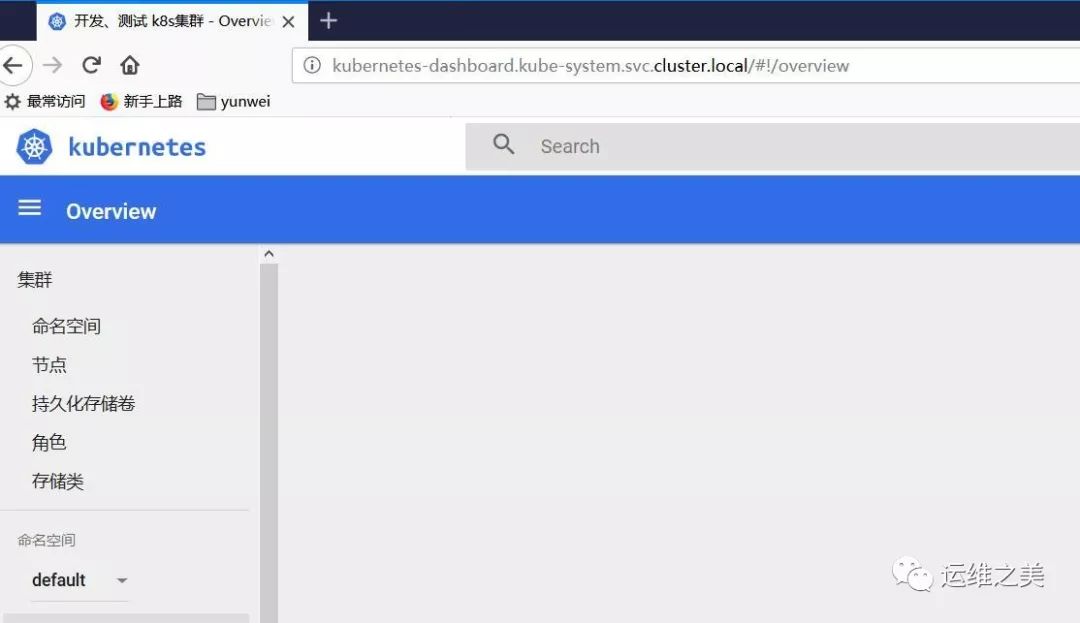 开发、测试 k8s集群 - Overvie
kubernetes-dashboard.kube-system.svc.cluster.local/#!/overview
最常访问 新手上路 yunwei
kubernetes
Search
Overview
集群
命名空间
节点
持久化存储卷
角色
存储类
命名空间
default
运维之美